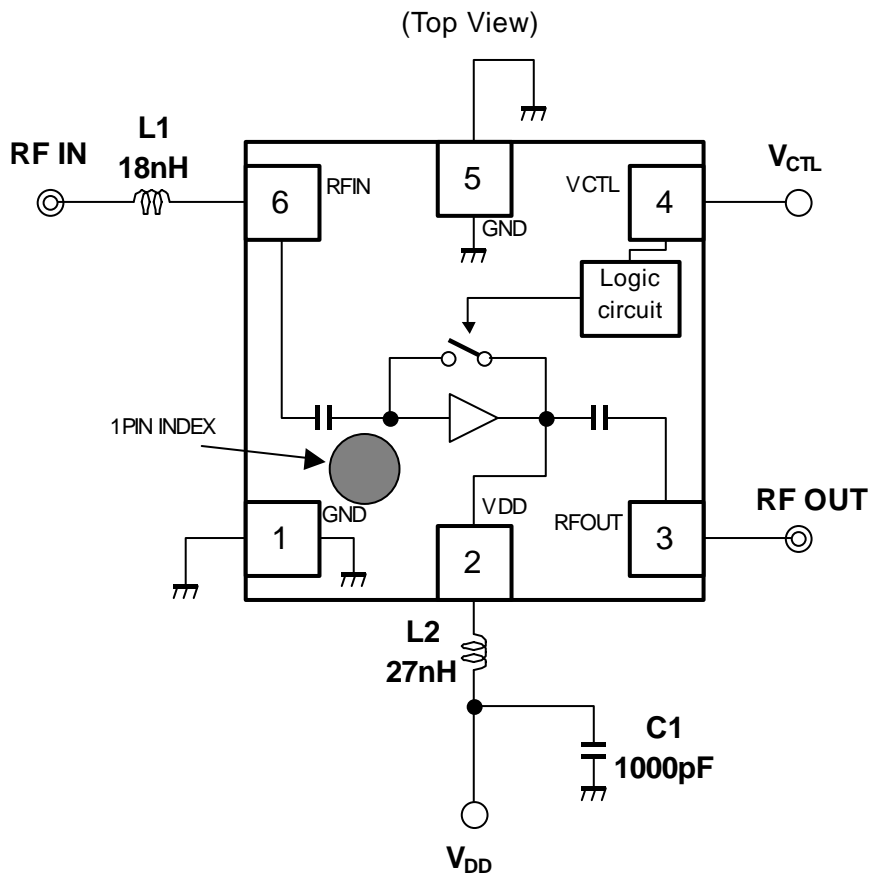 (Top View)
L1
18nH
RF IN
6
RFIN
5
GND
VCTL
4
VCTL
Logic
circuit
1PIN INDEX
GND
1
VDD
2
RFOUT
3
RF OUT
L2
27nH
C1
1000pF
VDD